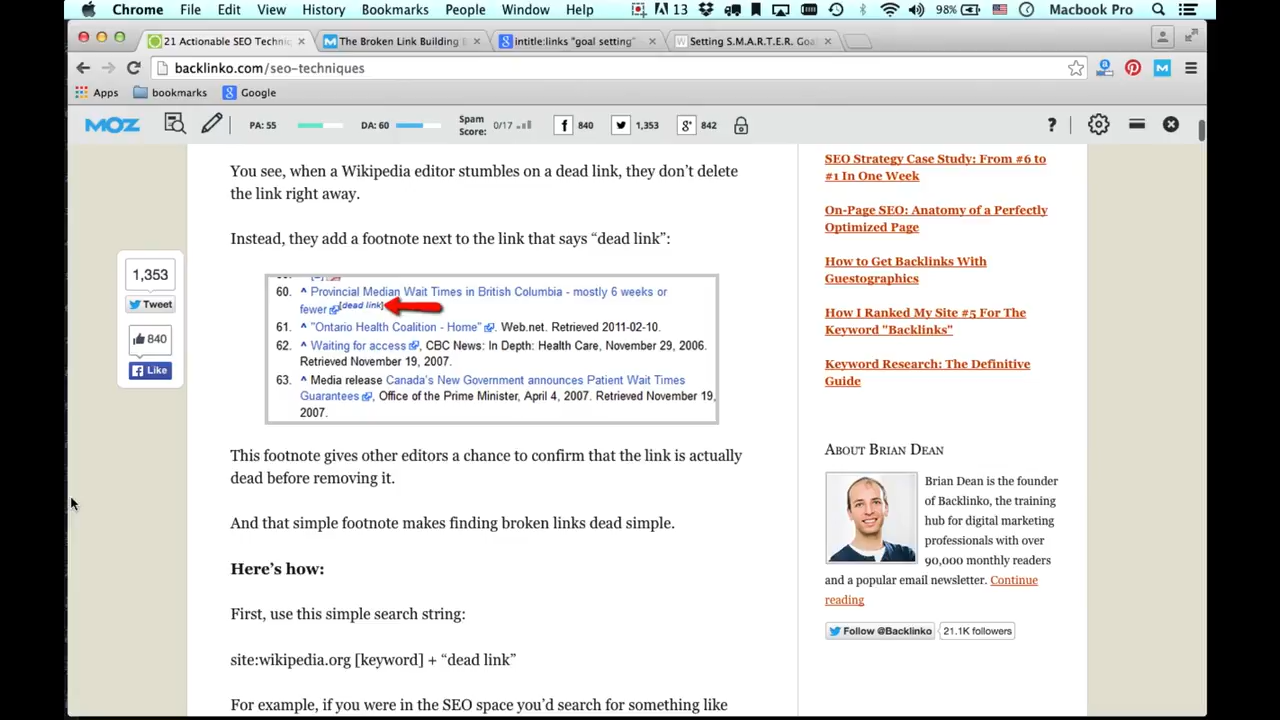 Chrome File Edit View History Bookmarks People Window Help 13 98% Macbook Pro
21 Actionable SEO Techni The Broken Link Building B intitle:links "goal setting" Setting S.M.A.R.T.E.R. Goa
backlinko.com/seo-techniques
Apps bookmarks Google
MOZ PA: 55 DA: 60 Spam Score: 0/17 840 1,353 842
You see, when a Wikipedia editor stumbles on a dead link, they don’t delete
the link right away.
Instead, they add a footnote next to the link that says “dead link”:
60. ^ Provincial Median Wait Times in British Columbia - mostly 6 weeks or
fewer [dead link]
61. ^ "Ontario Health Coalition - Home". Web.net. Retrieved 2011-02-10.
62. ^ Waiting for access, CBC News: In Depth: Health Care, November 29, 2006.
Retrieved November 19, 2007.
63. ^ Media release Canada's New Government announces Patient Wait Times
Guarantees, Office of the Prime Minister, April 4, 2007. Retrieved November 19,
2007.
This footnote gives other editors a chance to confirm that the link is actually
dead before removing it.
And that simple footnote makes finding broken links dead simple.
Here’s how:
First, use this simple search string:
site:wikipedia.org [keyword] + “dead link”
For example, if you were in the SEO space you’d search for something like
1,353
Tweet
840
Like
SEO Strategy Case Study: From #6 to
#1 In One Week
On-Page SEO: Anatomy of a Perfectly
Optimized Page
How to Get Backlinks With
Guestographics
How I Ranked My Site #5 For The
Keyword "Backlinks"
Keyword Research: The Definitive
Guide
About Brian Dean
Brian Dean is the founder
of Backlinko, the training
hub for digital marketing
professionals with over
90,000 monthly readers
and a popular email newsletter. Continue
reading
Follow @Backlinko 21.1K followers